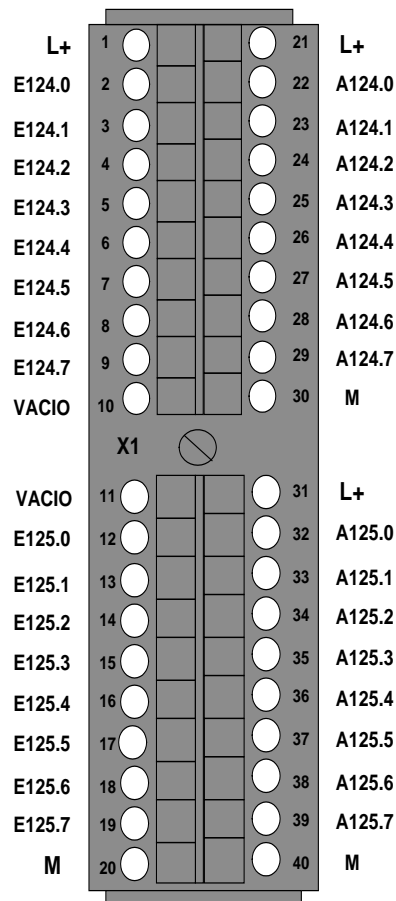 L+ 1 21 L+
E124.0 2 22 A124.0
E124.1 3 23 A124.1
E124.2 4 24 A124.2
E124.3 5 25 A124.3
E124.4 6 26 A124.4
E124.5 7 27 A124.5
E124.6 8 28 A124.6
E124.7 9 29 A124.7
VACIO 10 30 M
X1
VACIO 11 31 L+
E125.0 12 32 A125.0
E125.1 13 33 A125.1
E125.2 14 34 A125.2
E125.3 15 35 A125.3
E125.4 16 36 A125.4
E125.5 17 37 A125.5
E125.6 18 38 A125.6
E125.7 19 39 A125.7
M 20 40 M